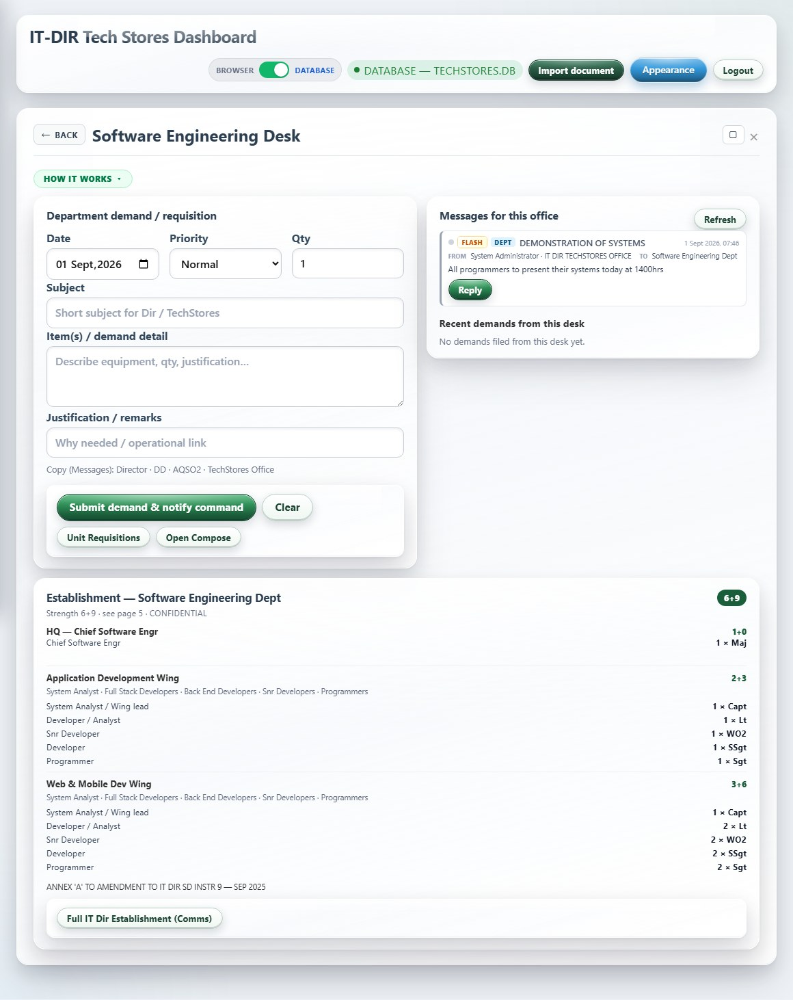 IT-DIR Tech Stores Dashboard
BROWSER DATABASE DATABASE — TECHSTORES.DB Import document Appearance Logout
← BACK Software Engineering Desk ×
HOW IT WORKS
Department demand / requisition
Date Priority Qty
01 Sept,2026 Normal 1
Subject
Short subject for Dir / TechStores
Item(s) / demand detail
Describe equipment, qty, justification...
Justification / remarks
Why needed / operational link
Copy (Messages): Director · DD · AQSO2 · TechStores Office
Submit demand & notify command Clear
Unit Requisitions Open Compose
Messages for this office Refresh
FLASH DEPT DEMONSTRATION OF SYSTEMS 1 Sept 2026, 07:46
FROM System Administrator · IT DIR TECHSTORES OFFICE TO Software Engineering Dept
All programmers to present their systems today at 1400hrs
Reply
Recent demands from this desk
No demands filed from this desk yet.
Establishment — Software Engineering Dept 6+9
Strength 6+9 · see page 5 · CONFIDENTIAL
HQ — Chief Software Engr 1+0
Chief Software Engr 1 × Maj
Application Development Wing 2+3
System Analyst · Full Stack Developers · Back End Developers · Snr Developers · Programmers
System Analyst / Wing lead 1 × Capt
Developer / Analyst 1 × Lt
Snr Developer 1 × WO2
Developer 1 × SSgt
Programmer 1 × Sgt
Web & Mobile Dev Wing 3+6
System Analyst · Full Stack Developers · Back End Developers · Snr Developers · Programmers
System Analyst / Wing lead 1 × Capt
Developer / Analyst 2 × Lt
Snr Developer 2 × WO2
Developer 2 × SSgt
Programmer 2 × Sgt
ANNEX 'A' TO AMENDMENT TO IT DIR SD INSTR 9 — SEP 2025
Full IT Dir Establishment (Comms)